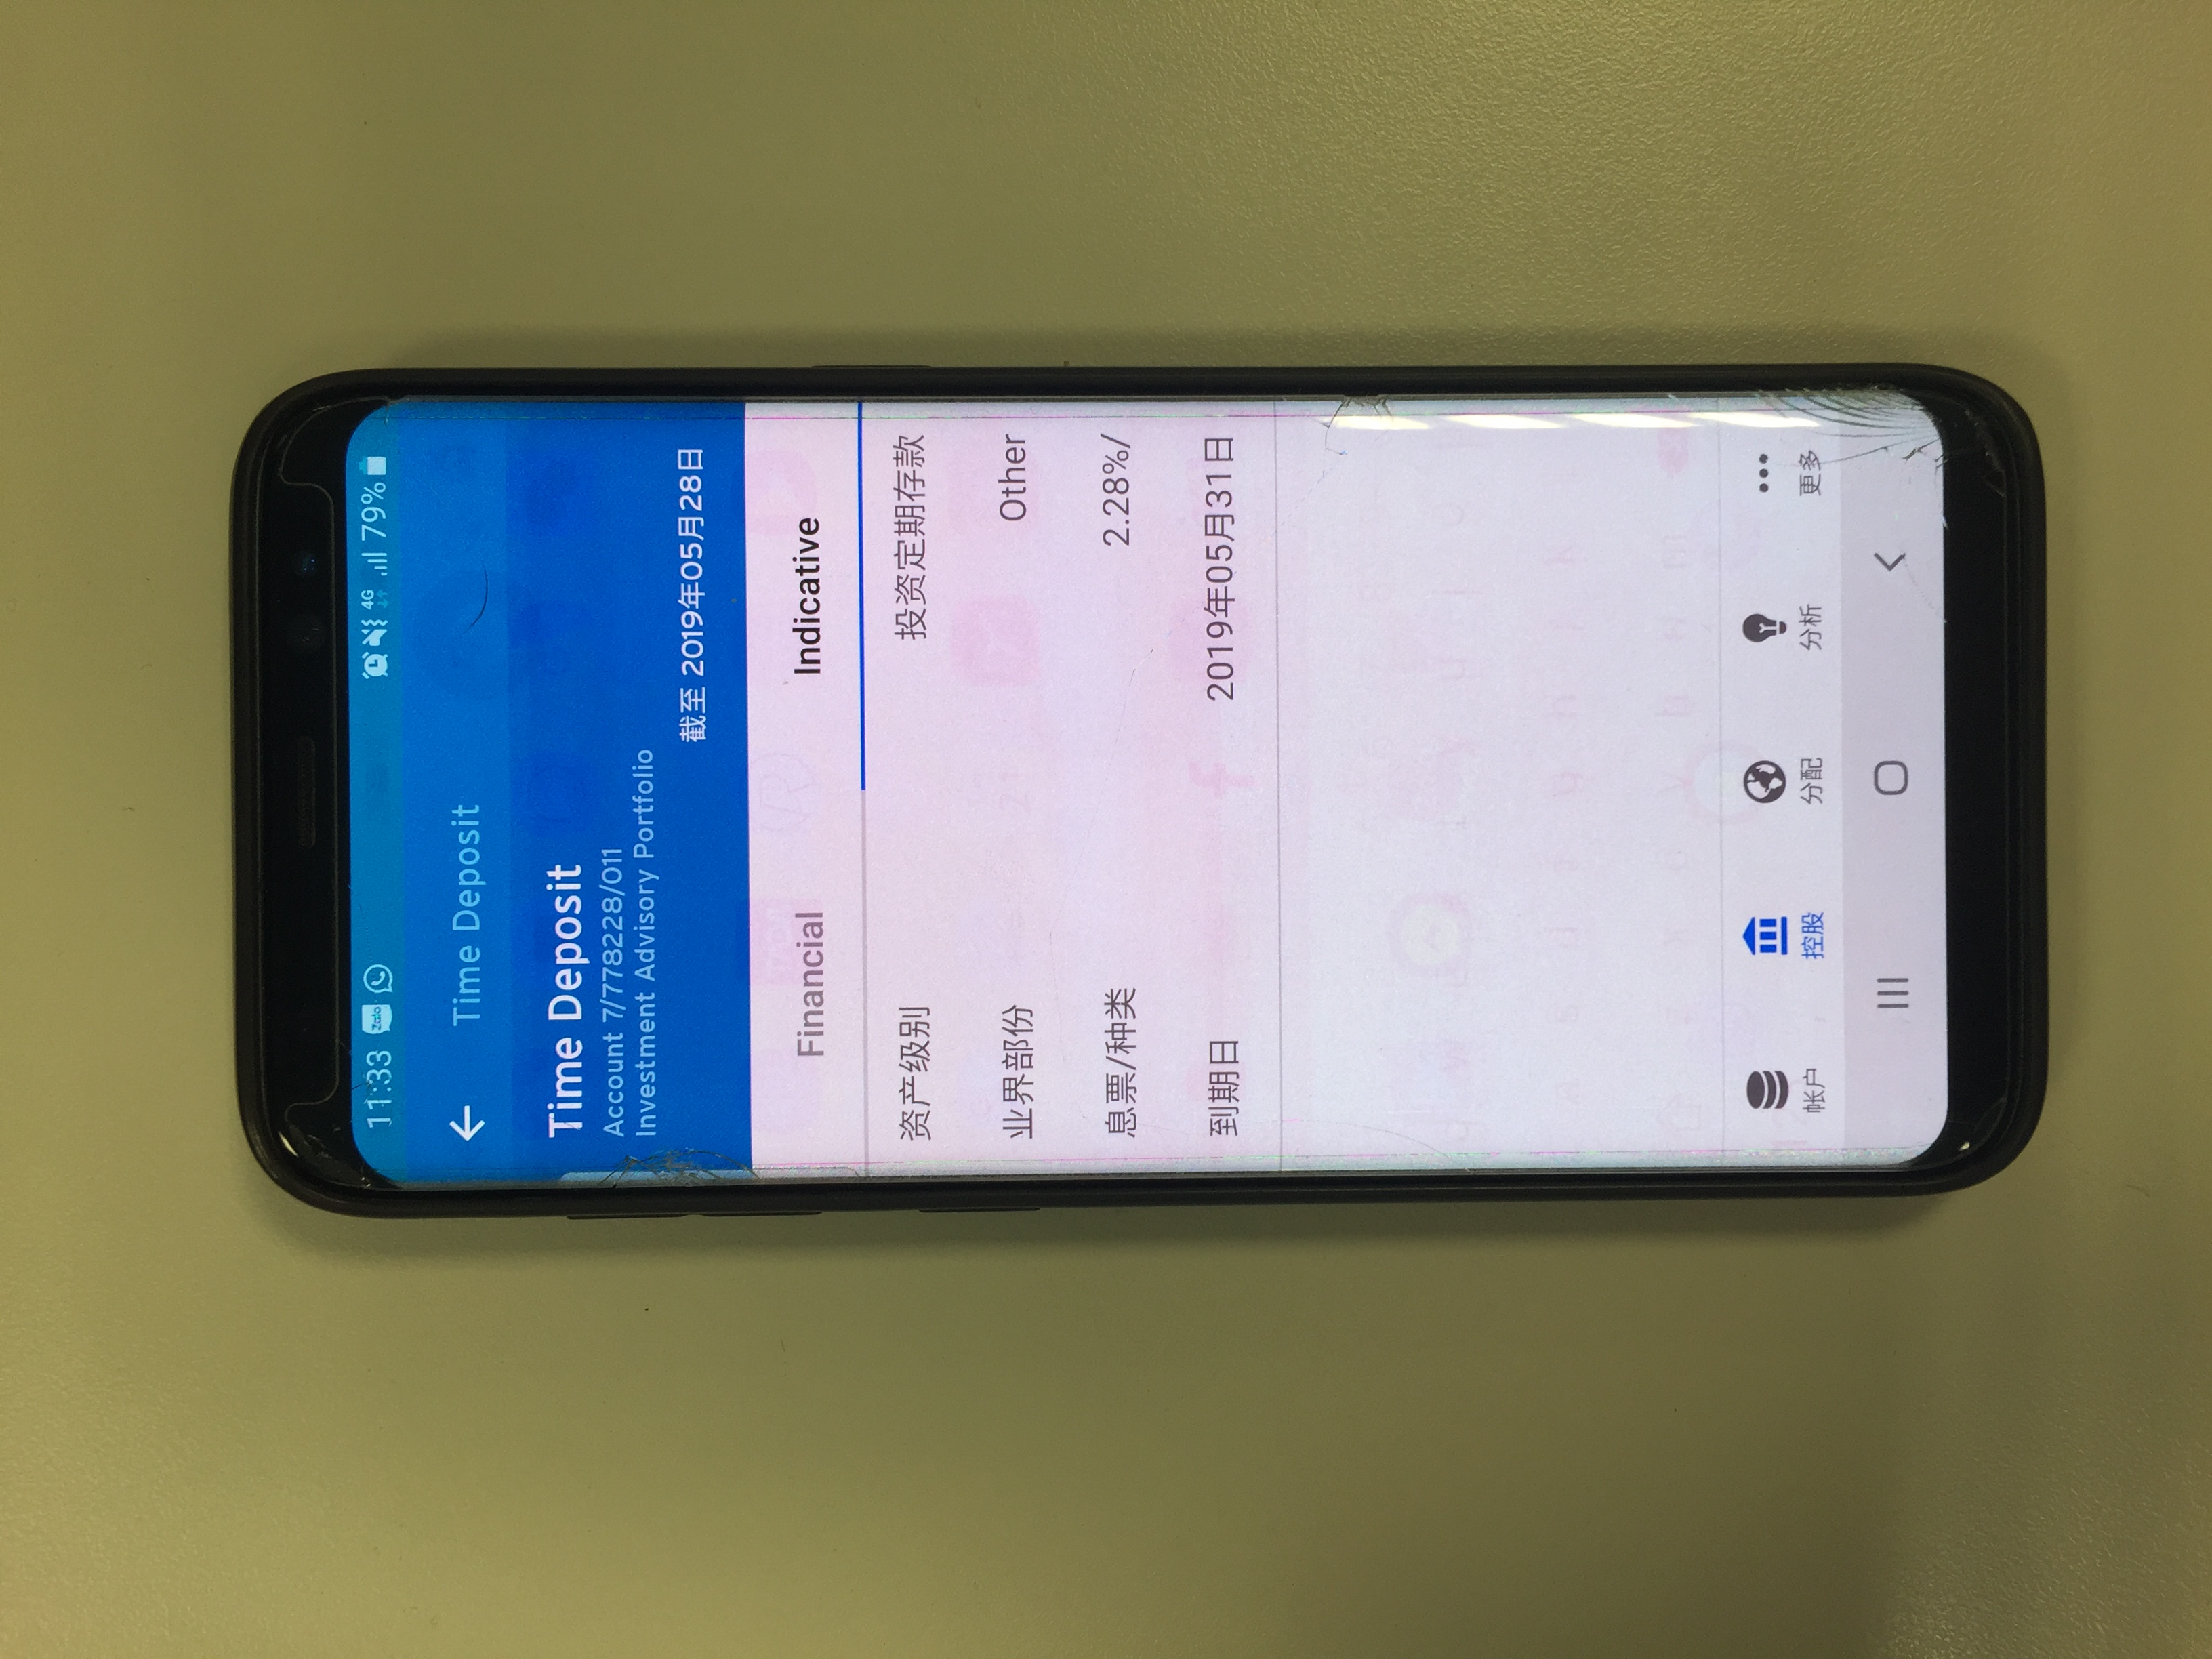 11:33 Zalo 4G 79%
Time Deposit
Time Deposit
Account 7/778228/011
Investment Advisory Portfolio
截至 2019年05月28日
Financial Indicative
资产级别 投资定期存款
业界部份 Other
息票/种类 2.28%/
到期日 2019年05月31日
帐户 控股 分配 分析 更多